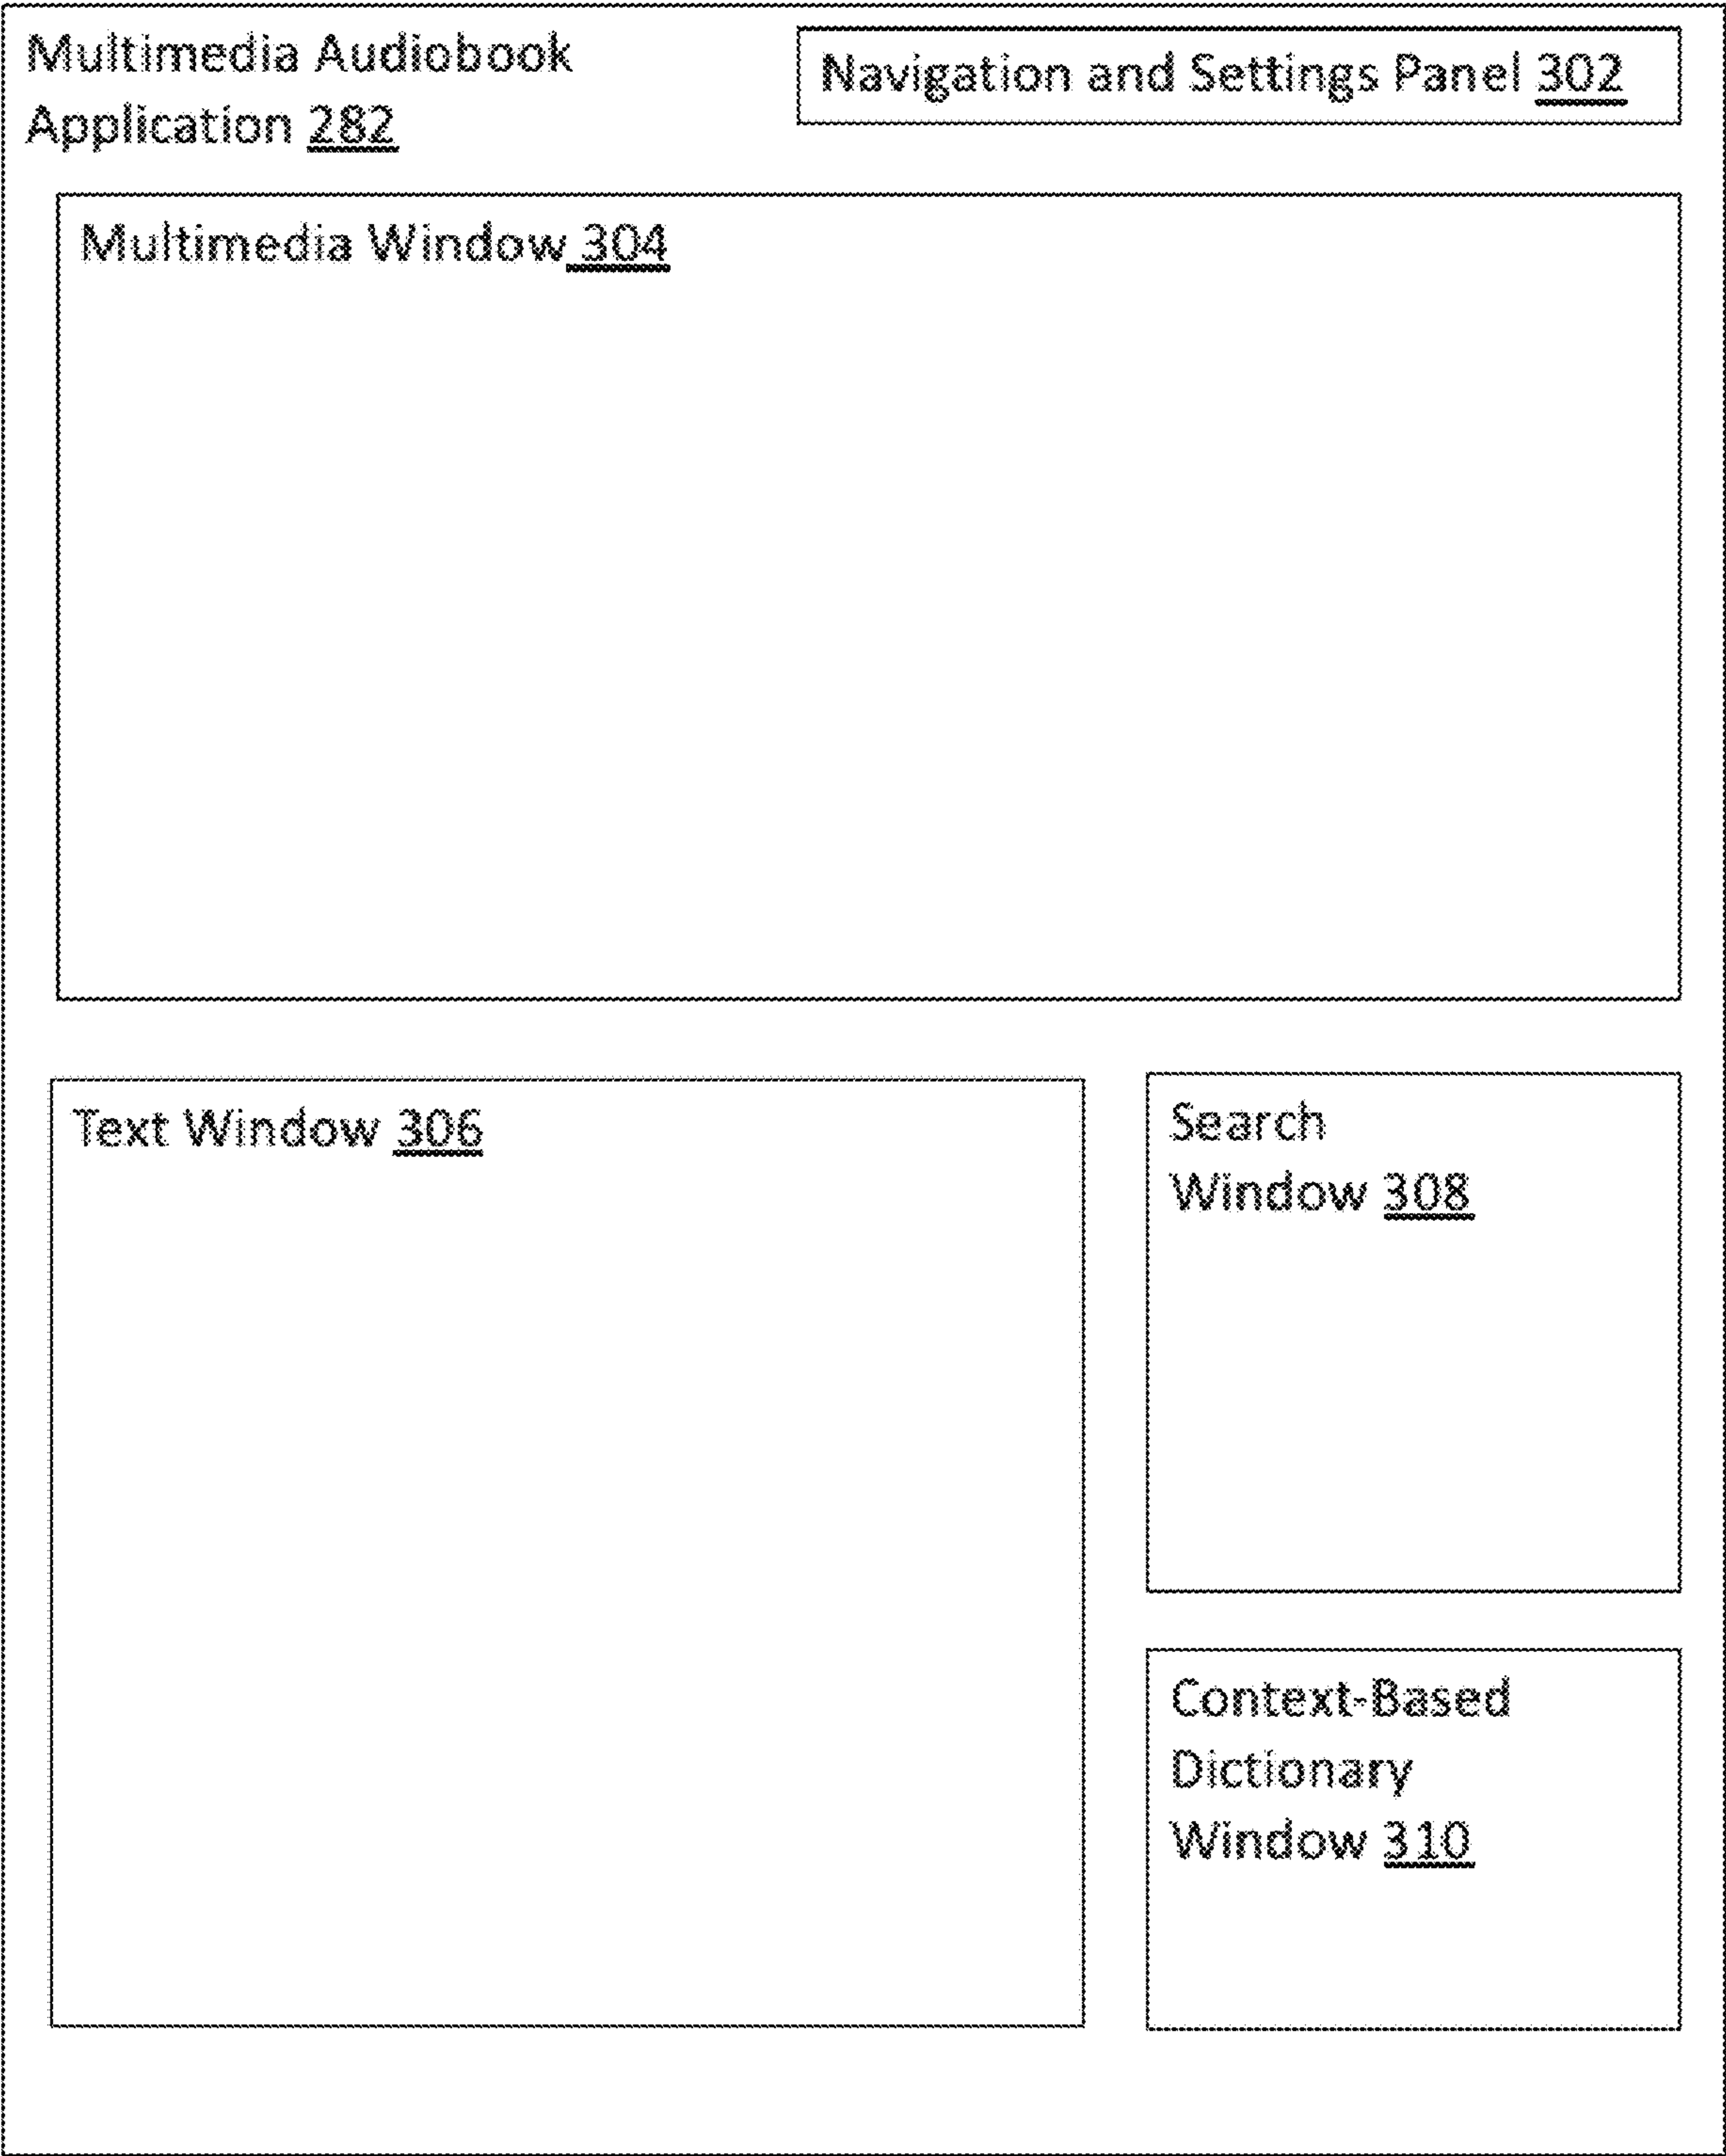 Multimedia Audiobook
Application 282
Navigation and Settings Panel 302
Multimedia Window 304
Text Window 306
Search
Window 308
Context-Based
Dictionary
Window 310